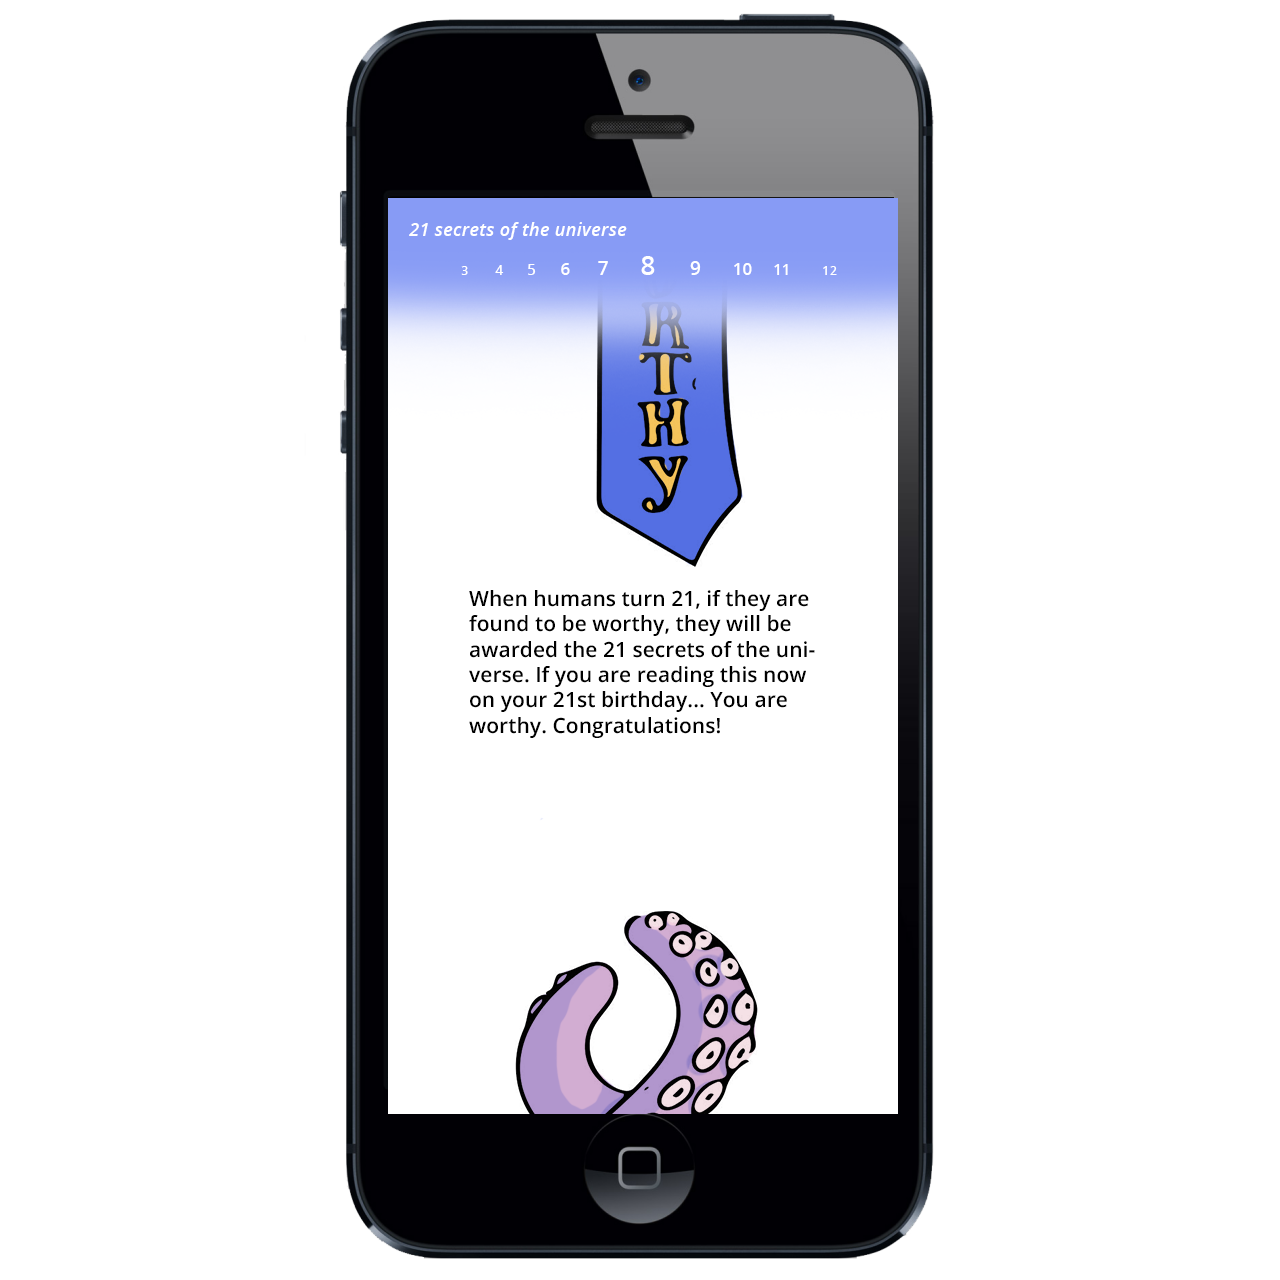 21 secrets of the universe
3 4 5 6 7 8 9 10 11 12
R
T
H
Y
When humans turn 21, if they are
found to be worthy, they will be
awarded the 21 secrets of the uni-
verse. If you are reading this now
on your 21st birthday... You are
worthy. Congratulations!